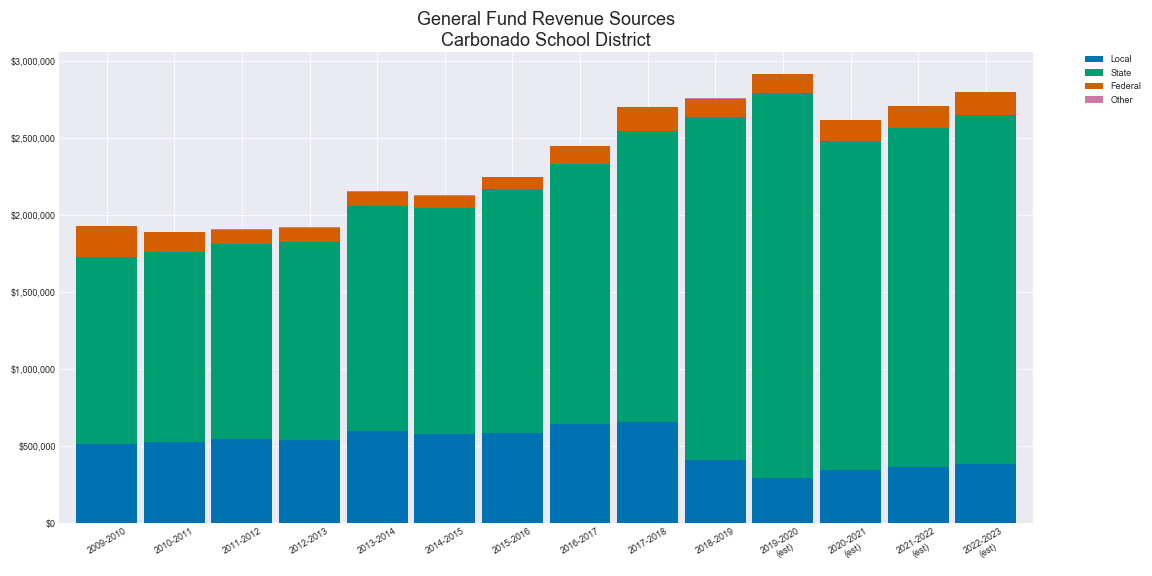 General Fund Revenue Sources
Carbonado School District
$3,000,000
$2,500,000
$2,000,000
$1,500,000
$1,000,000
$500,000
$0
2009-2010
2010-2011
2011-2012
2012-2013
2013-2014
2014-2015
2015-2016
2016-2017
2017-2018
2018-2019
2019-2020
(est)
2020-2021
(est)
2021-2022
(est)
2022-2023
(est)
Local
State
Federal
Other